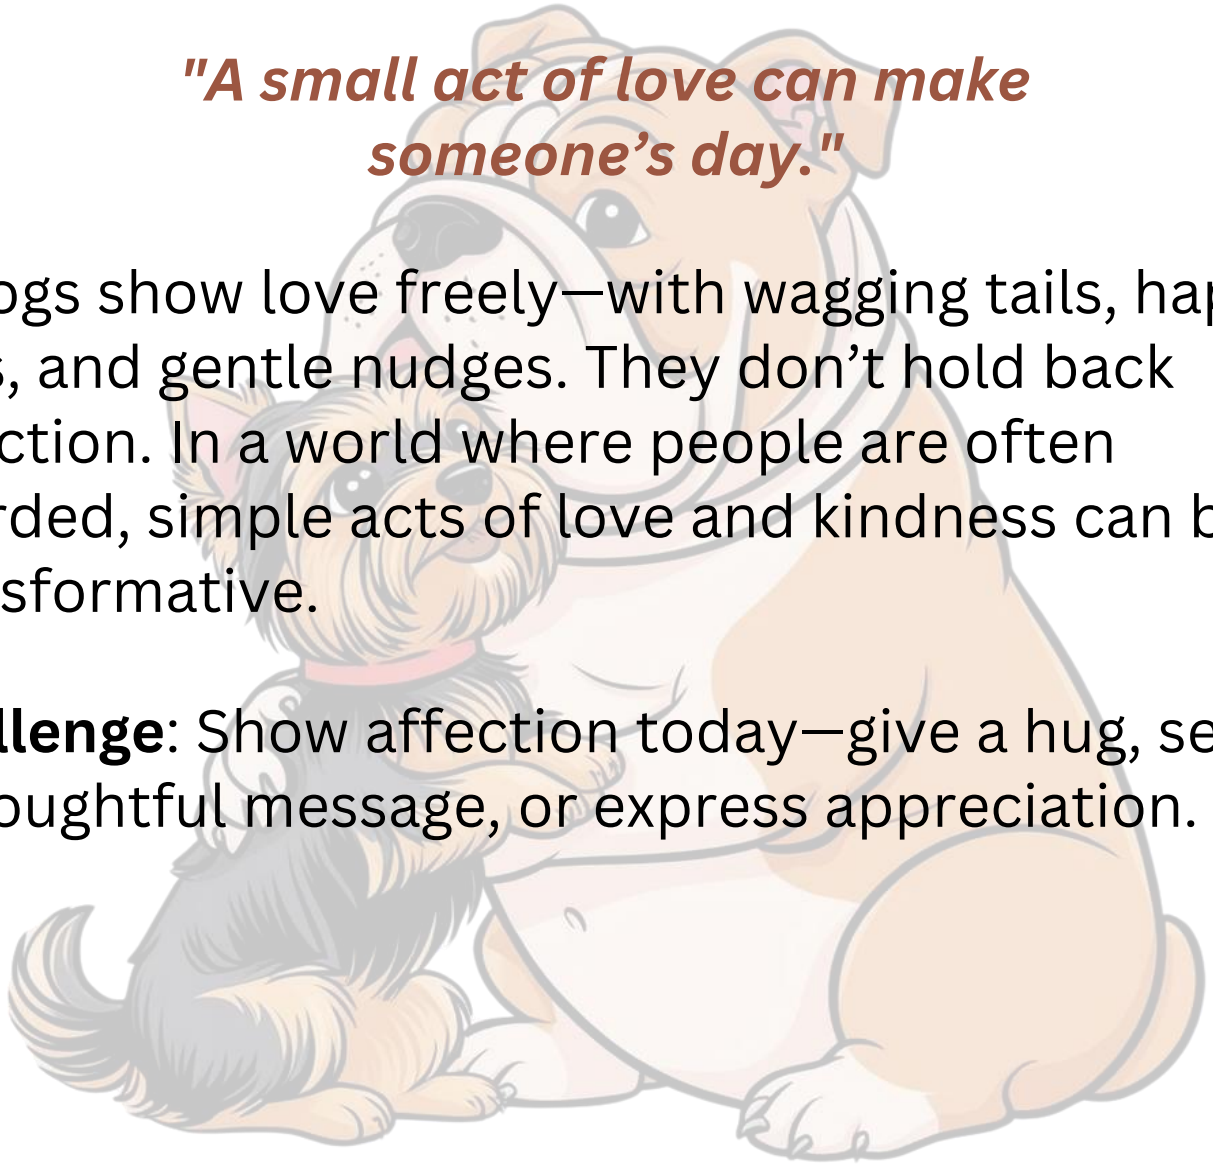 "A small act of love can make
someone’s day."
ogs show love freely—with wagging tails, hap
s, and gentle nudges. They don’t hold back
ction. In a world where people are often
rded, simple acts of love and kindness can b
sformative.
llenge: Show affection today—give a hug, se
oughtful message, or express appreciation.